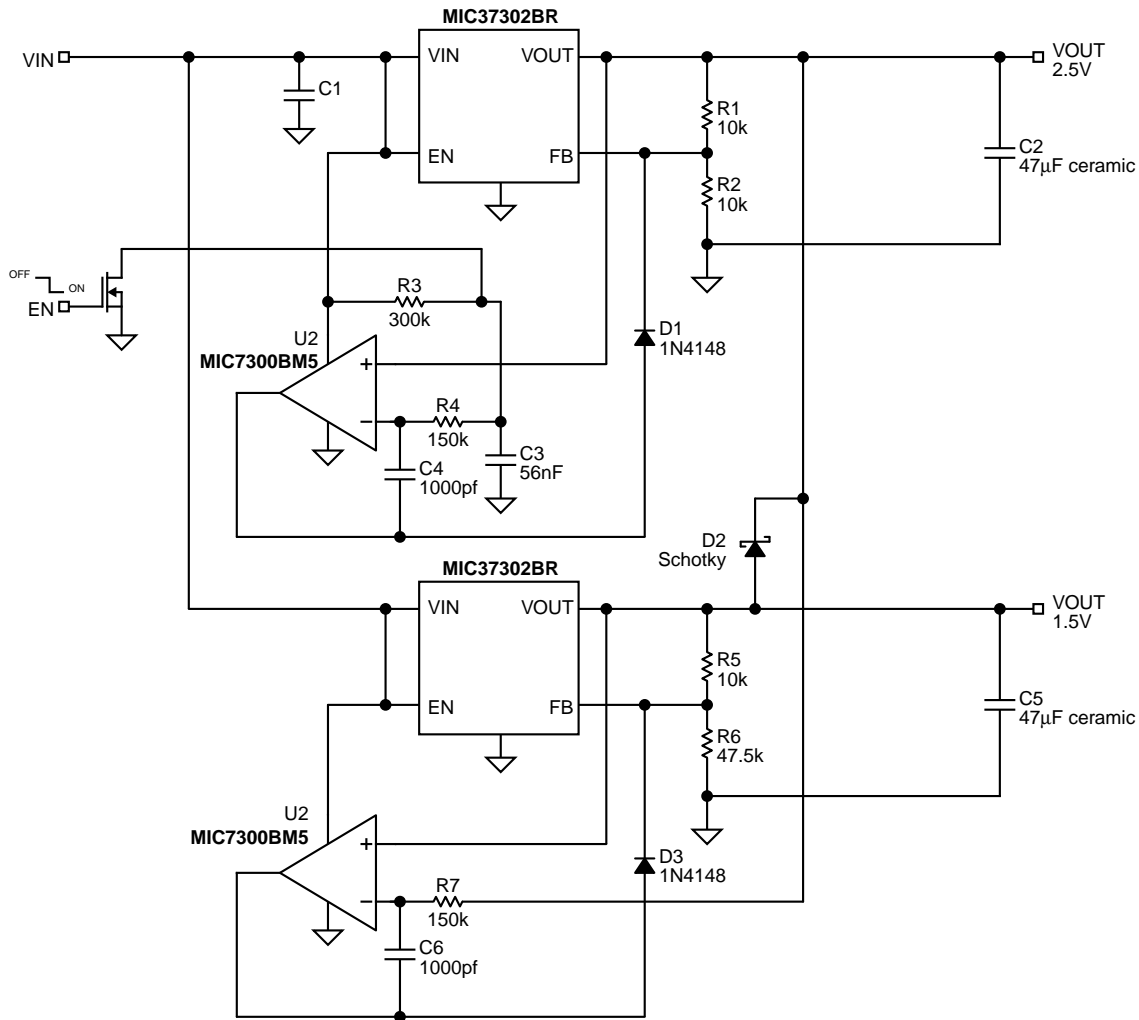 MIC37302BR
VIN
VIN
VOUT
VOUT
2.5V
C1
R1
10k
EN
FB
C2
47μF ceramic
R2
10k
OFF
ON
EN
R3
300k
U2
MIC7300BM5
+
D1
1N4148
−
R4
150k
C3
56nF
C4
1000pf
D2
Schotky
MIC37302BR
VIN
VOUT
VOUT
1.5V
R5
10k
EN
FB
C5
47μF ceramic
R6
47.5k
U2
MIC7300BM5
+
D3
1N4148
−
R7
150k
C6
1000pf